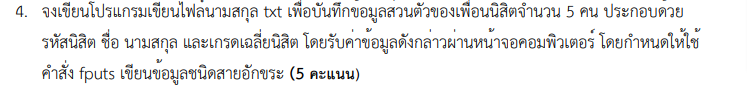 4. จงเขียนโปรแกรมเขียนไฟลนามสกุล txt เพื่อบันทึกขอมูลสวนตัวของเพื่อนนิสิตจำนวน 5 คน ประกอบดวย
รหัสนิสิต ชื่อ นามสกุล และเกรดเฉลี่ยนิสิต โดยรับคาขอมูลดังกลาวผานหนาจอคอมพิวเตอร โดยกำหนดใหใช
คำสั่ง fputs เขียนขอมูลชนิดสายอักขระ (5 คะแนน)